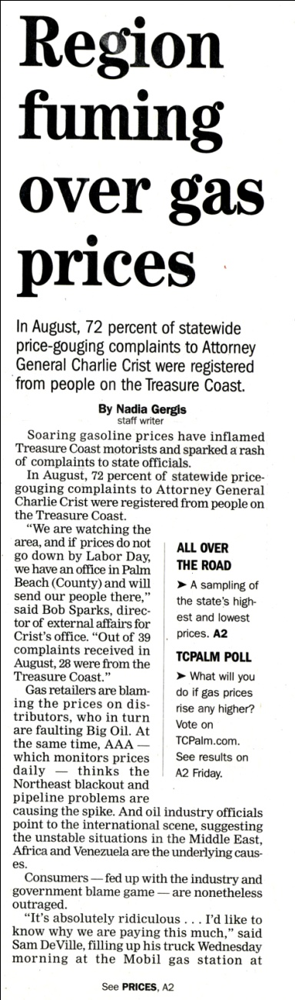 Region
fuming
over gas
prices
In August, 72 percent of statewide
price-gouging complaints to Attorney
General Charlie Crist were registered
from people on the Treasure Coast.
By Nadia Gergis
staff writer
Soaring gasoline prices have inflamed
Treasure Coast motorists and sparked a rash
of complaints to state officials.
In August, 72 percent of statewide price-
gouging complaints to Attorney General
Charlie Crist were registered from people on
the Treasure Coast.
“We are watching the
area, and if prices do not
go down by Labor Day,
we have an office in Palm
Beach (County) and will
send our people there,”
said Bob Sparks, direc-
tor of external affairs for
Crist’s office. “Out of 39
complaints received in
August, 28 were from the
Treasure Coast.”
Gas retailers are blam-
ing the prices on dis-
tributors, who in turn
are faulting Big Oil. At
the same time, AAA —
which monitors prices
daily — thinks the
Northeast blackout and
pipeline problems are
causing the spike. And oil industry officials
point to the international scene, suggesting
the unstable situations in the Middle East,
Africa and Venezuela are the underlying caus-
es.
Consumers — fed up with the industry and
government blame game — are nonetheless
outraged.
“It’s absolutely ridiculous . . . I’d like to
know why we are paying this much,” said
Sam DeVille, filling up his truck Wednesday
morning at the Mobil gas station at
See PRICES, A2
ALL OVER
THE ROAD
➤ A sampling of
the state’s high-
est and lowest
prices. A2
TCPALM POLL
➤ What will you
do if gas prices
rise any higher?
Vote on
TCPalm.com.
See results on
A2 Friday.